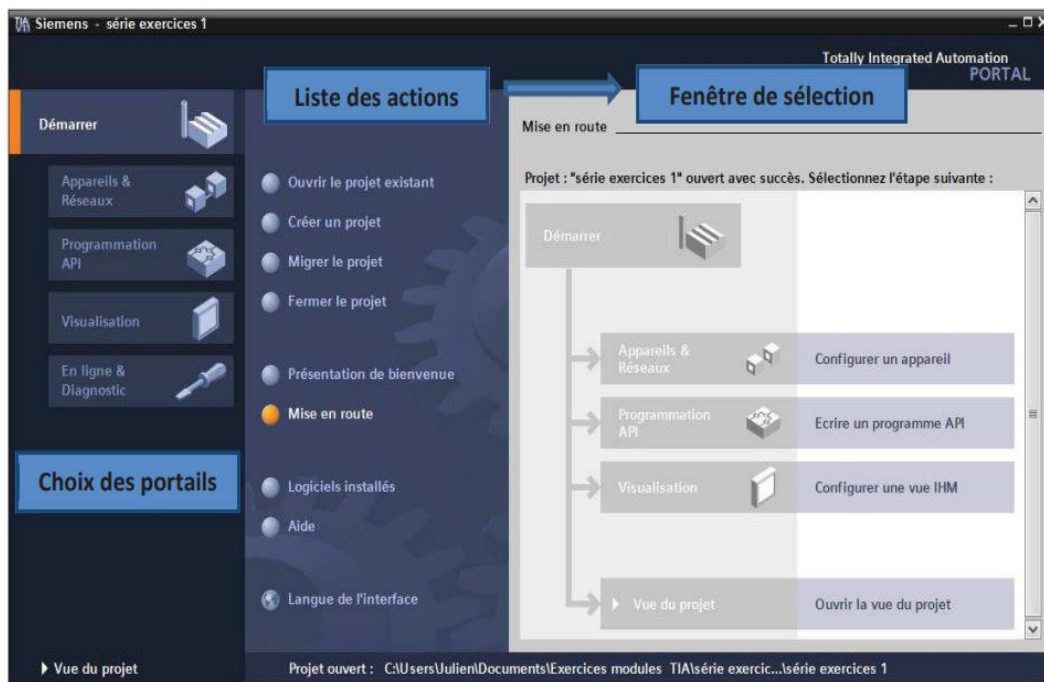 Siemens - série exercices 1
Totally Integrated Automation
PORTAL
Liste des actions
Fenêtre de sélection
Démarrer
Appareils &
Réseaux
Programmation
API
Visualisation
En ligne &
Diagnostic
Choix des portails
Vue du projet
Ouvrir le projet existant
Créer un projet
Migrer le projet
Fermer le projet
Présentation de bienvenue
Mise en route
Logiciels installés
Aide
Langue de l'interface
Mise en route
Projet : "série exercices 1" ouvert avec succès. Sélectionnez l'étape suivante :
Démarrer
Appareils &
Réseaux
Configurer un appareil
Programmation
API
Ecrire un programme API
Visualisation
Configurer une vue IHM
Vue du projet
Ouvrir la vue du projet
Projet ouvert : C:\Users\Julien\Documents\Exercices modules TIA\série exercic...\série exercices 1